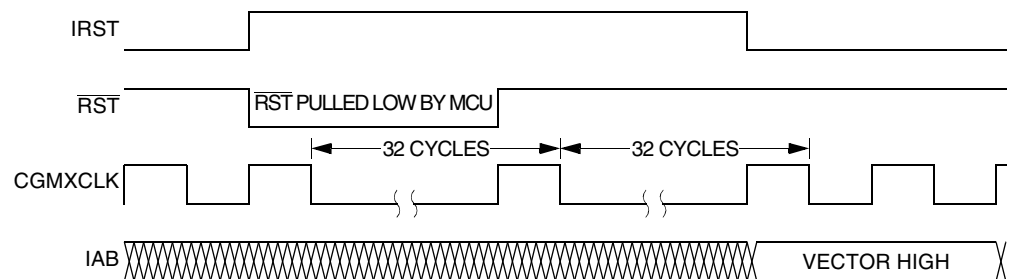 IRST
RST
RST PULLED LOW BY MCU
32 CYCLES
32 CYCLES
CGMXCLK
IAB
VECTOR HIGH